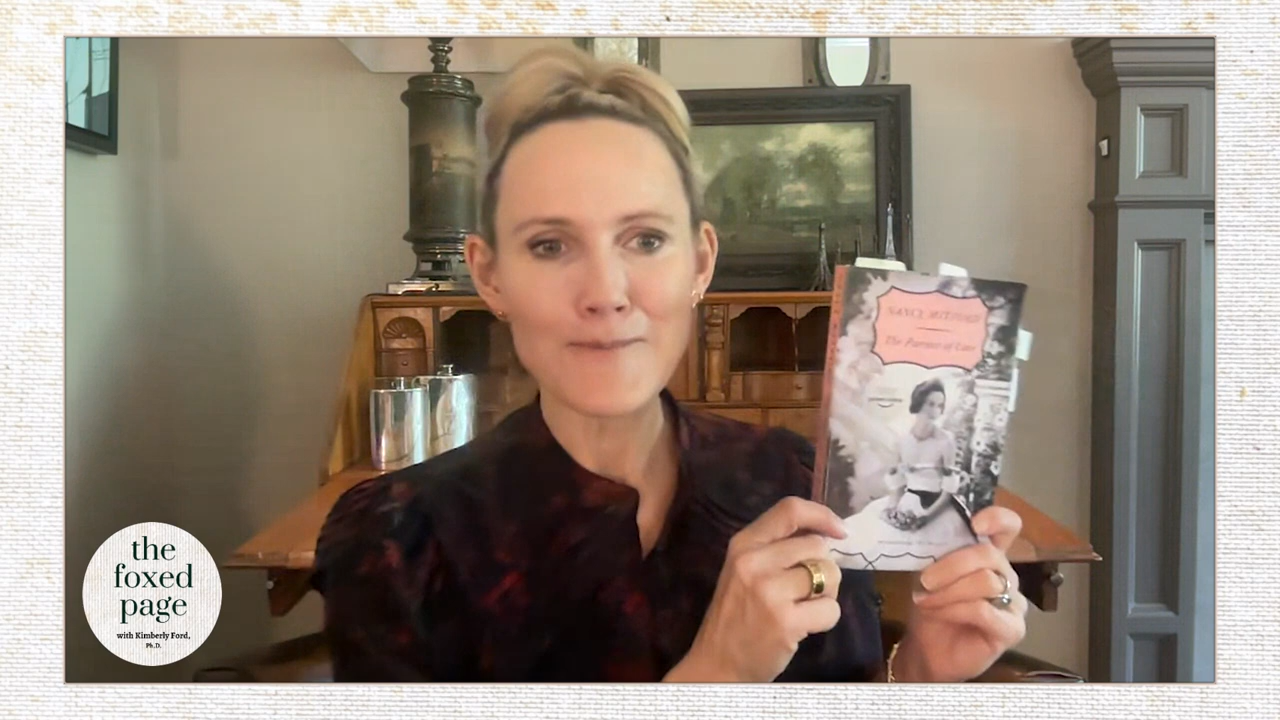 NANCY MITFORD
The Pursuit of Love
the
foxed
page
with Kimberly Ford,
Ph.D.